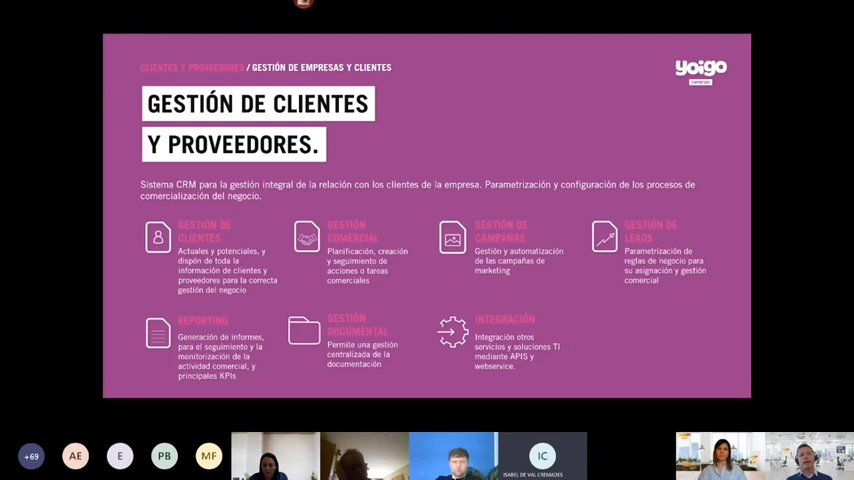 CLIENTES Y PROVEEDORES / GESTIÓN DE EMPRESAS Y CLIENTES
yoigo
EMPRESAS
GESTIÓN DE CLIENTES
Y PROVEEDORES.
Sistema CRM para la gestión integral de la relación con los clientes de la empresa. Parametrización y configuración de los procesos de
comercialización del negocio.
GESTIÓN DE
CLIENTES
Actuales y potenciales, y
dispón de toda la
información de clientes y
proveedores para la correcta
gestión del negocio
GESTIÓN
COMERCIAL
Planificación, creación
y seguimiento de
acciones o tareas
comerciales
GESTIÓN DE
CAMPAÑAS
Gestión y automatización
de las campañas de
marketing
GESTIÓN DE
LEADS
Parametrización de
reglas de negocio para
su asignación y gestión
comercial
REPORTING
Generación de informes,
para el seguimiento y la
monitorización de la
actividad comercial, y
principales KPIs
GESTIÓN
DOCUMENTAL
Permite una gestión
centralizada de la
documentación
INTEGRACIÓN
Integración otros
servicios y soluciones TI
mediante APIS y
webservice.
+69
AE
E
PB
MF
IC
ISABEL DE VAL CREMADES